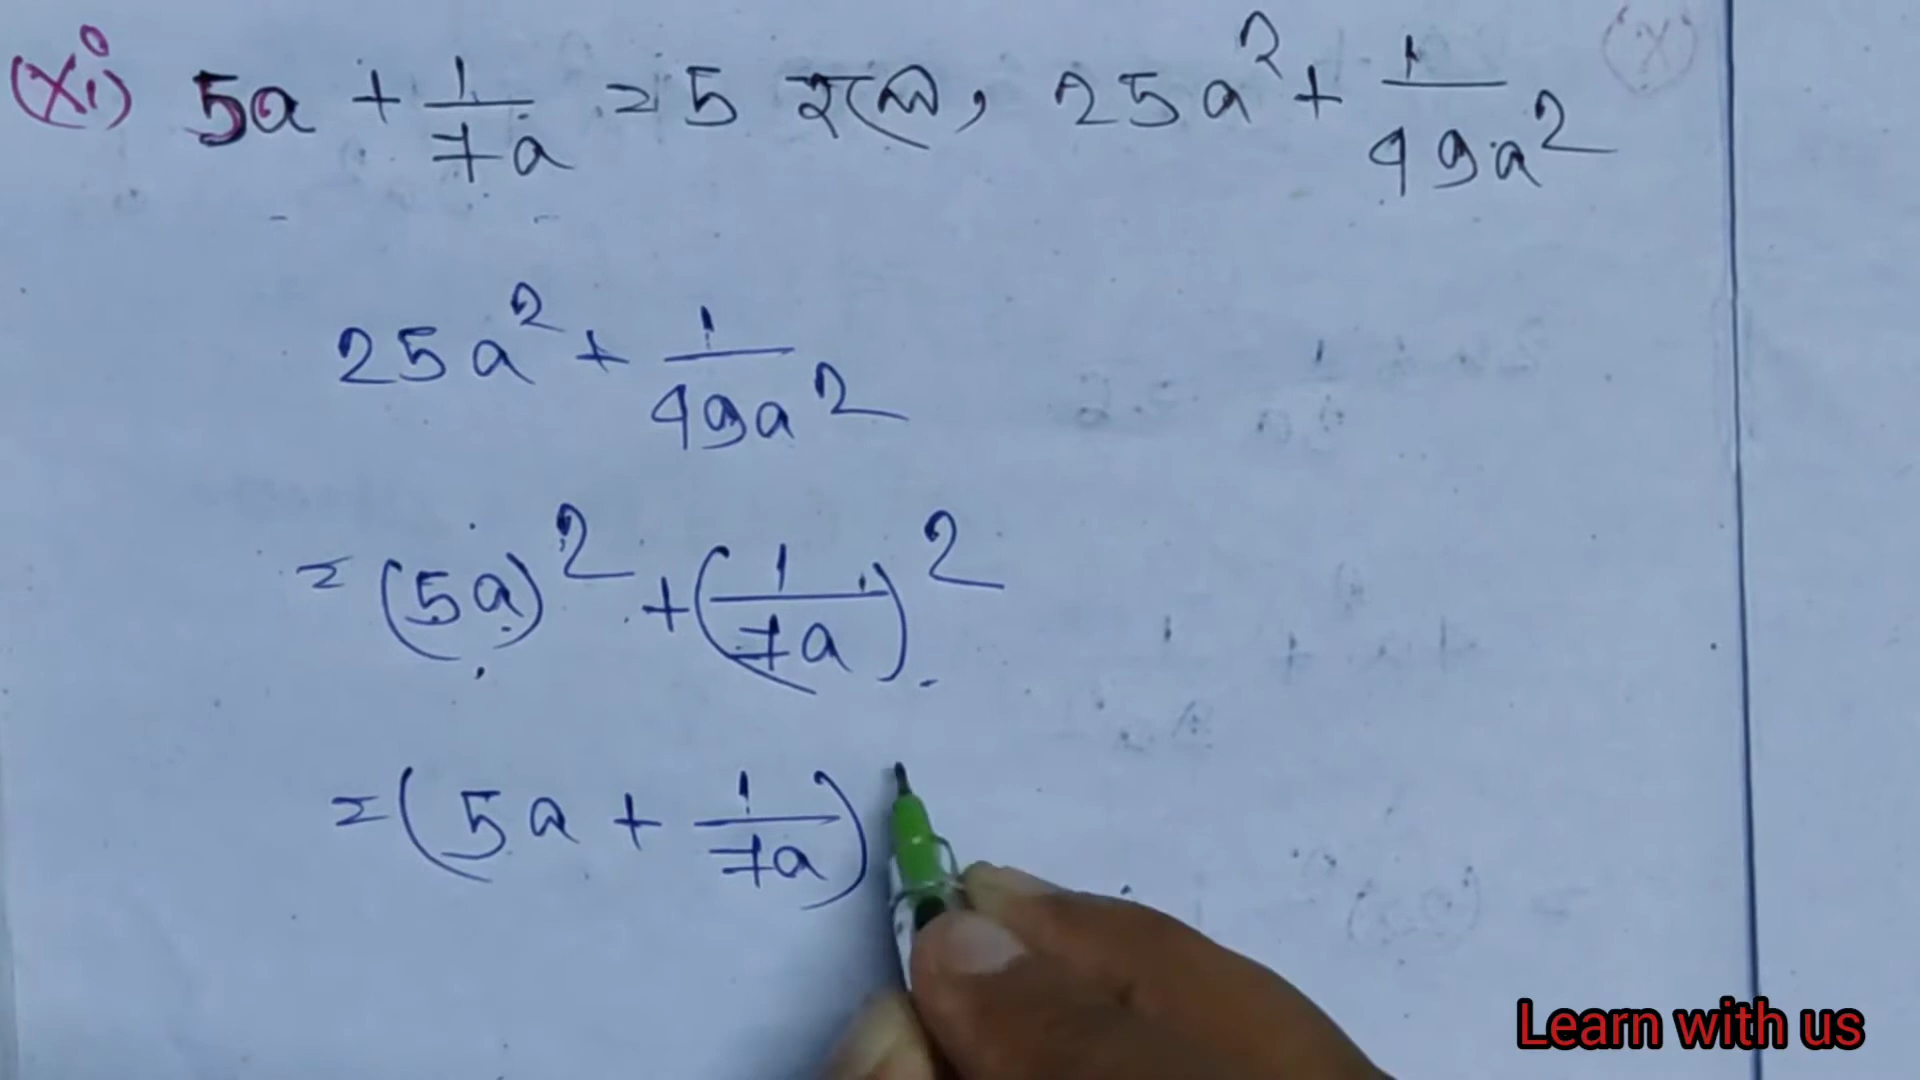 (xi) 5a + 1/7a = 5 হলে, 25a² + 1/49a²
25a² + 1/49a²
= (5a)² + (1/7a)²
= (5a + 1/7a)
Learn with us